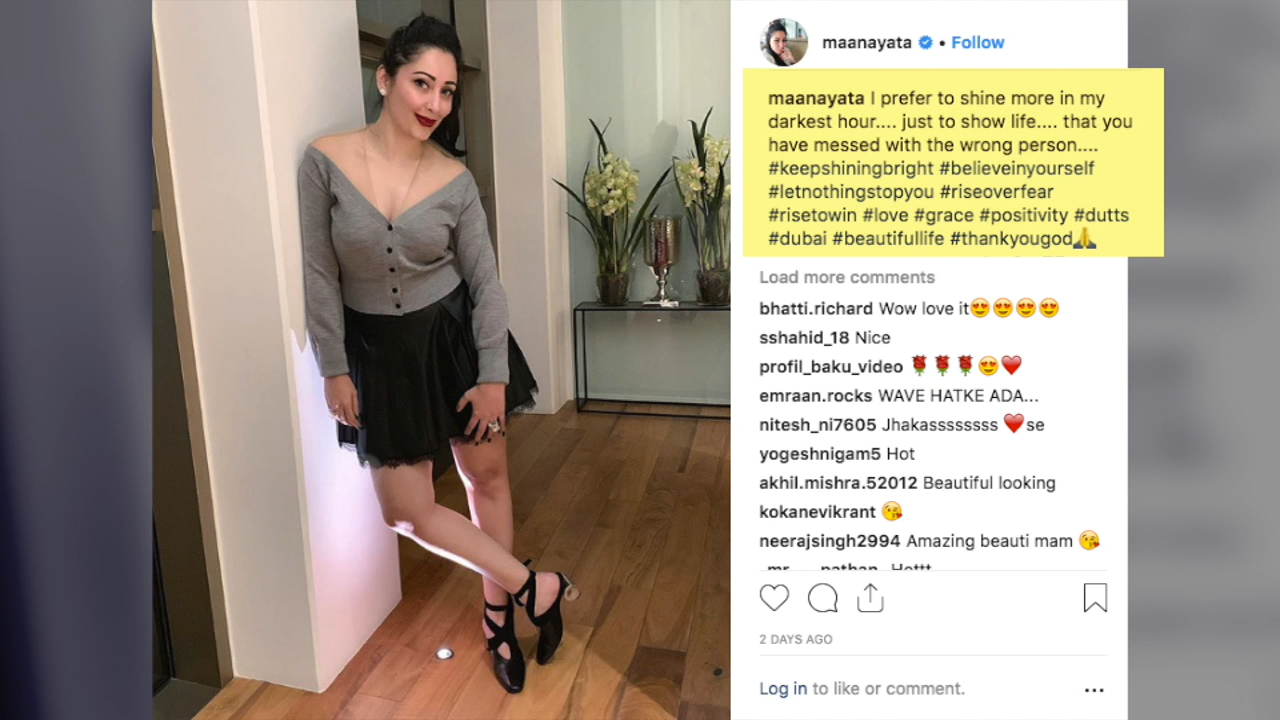 maanayata • Follow
maanayata I prefer to shine more in my
darkest hour.... just to show life.... that you
have messed with the wrong person....
#keepshiningbright #believeinyourself
#letnothingstopyou #riseoverfear
#risetowin #love #grace #positivity #dutts
#dubai #beautifullife #thankyougod🙏
Load more comments
bhatti.richard Wow love it😍😍😍😍
sshahid_18 Nice
profil_baku_video 🌹🌹🌹😍❤️
emraan.rocks WAVE HATKE ADA...
nitesh_ni7605 Jhakassssssss ❤️se
yogeshnigam5 Hot
akhil.mishra.52012 Beautiful looking
kokanevikrant 😘
neerajsingh2994 Amazing beauti mam 😘
2 DAYS AGO
Log in to like or comment.